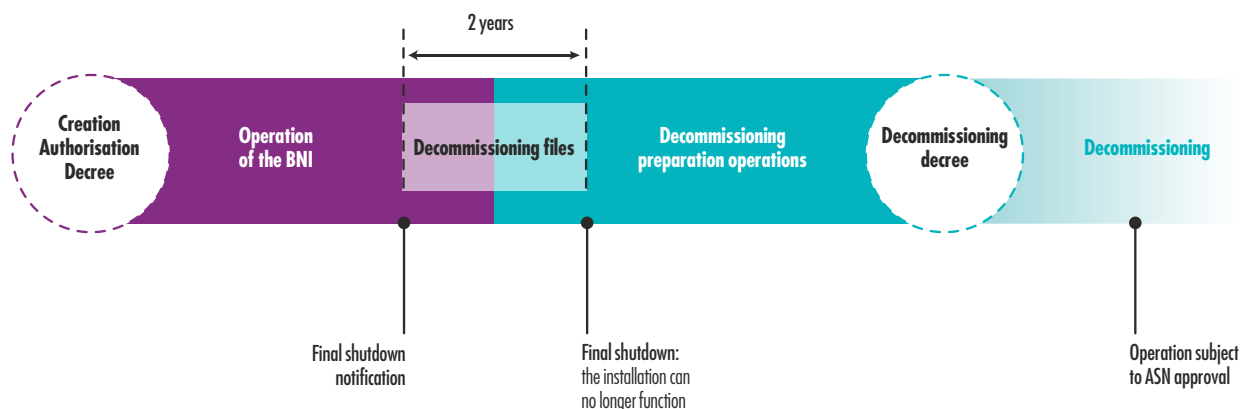 2 years
Creation
Authorisation
Decree
Operation
of the BNI
Decommissioning files
Decommissioning
preparation operations
Decommissioning
decree
Decommissioning
Final shutdown
notification
Final shutdown:
the installation can
no longer function
Operation subject
to ASN approval